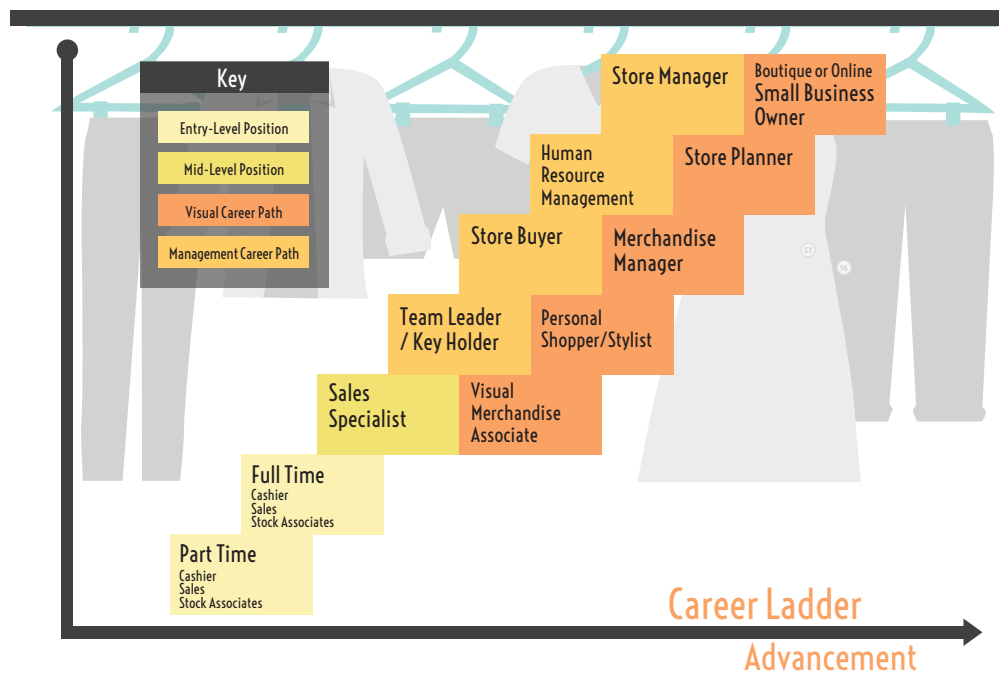 Key
Entry-Level Position
Mid-Level Position
Visual Career Path
Management Career Path
Store Manager
Boutique or Online
Small Business
Owner
Human
Resource
Management
Store Planner
Store Buyer
Merchandise
Manager
Team Leader
/ Key Holder
Personal
Shopper/Stylist
Sales
Specialist
Visual
Merchandise
Associate
Full Time
Cashier
Sales
Stock Associates
Part Time
Cashier
Sales
Stock Associates
Career Ladder
Advancement